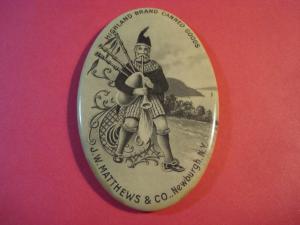 HIGHLAND BRAND CANNED GOODS
J.W. MATTHEWS & CO., Newburgh, N.Y.